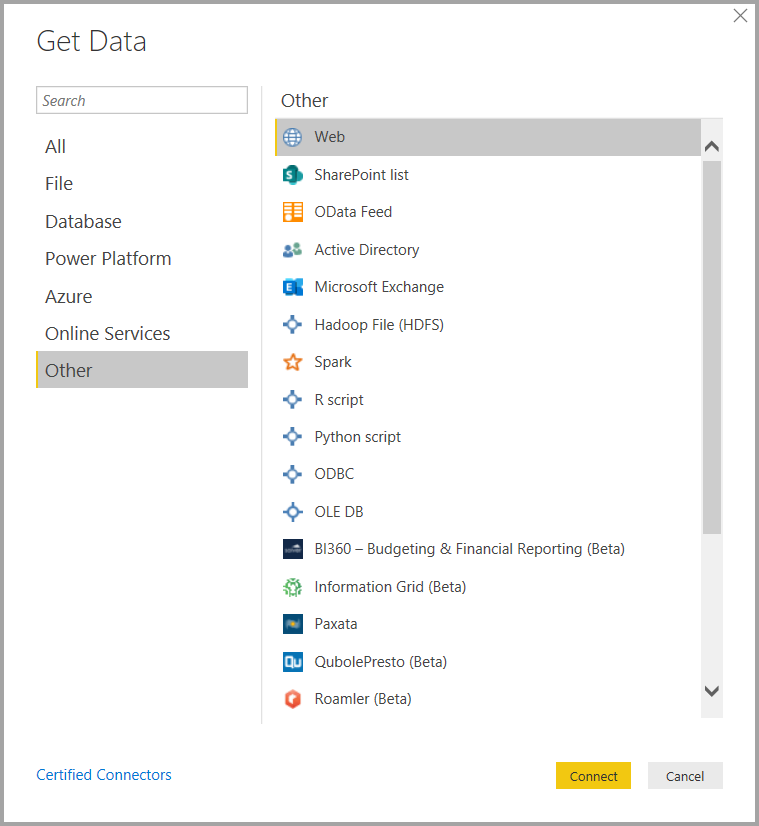 Get Data
Search
All
File
Database
Power Platform
Azure
Online Services
Other
Other
Web
SharePoint list
OData Feed
Active Directory
Microsoft Exchange
Hadoop File (HDFS)
Spark
R script
Python script
ODBC
OLE DB
BI360 – Budgeting & Financial Reporting (Beta)
Information Grid (Beta)
Paxata
QubolePresto (Beta)
Roamler (Beta)
Certified Connectors
Connect
Cancel